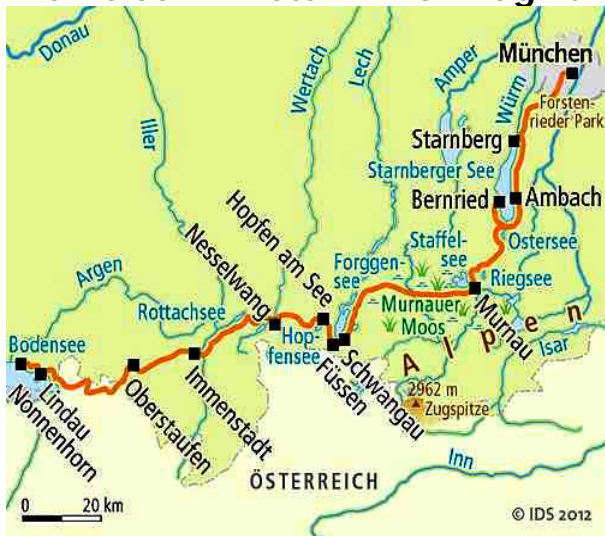 Donau
Wertach
Lech
Amper
Würm
München
Forsten-
rieder Park
Iller
Starnberg
Starnberger See
Bernried
Ambach
Hopfen am See
Nesselwang
Staffel-
see
Ostersee
Forggen-
see
Riegsee
Argen
Rottachsee
Murnauer
Moos
Murnau
Hop-
fensee
Alpen
Isar
Bodensee
Schwangau
Füssen
Lindau
Nonnenhorn
Oberstaufen
Immenstadt
2962 m
Zugspitze
ÖSTERREICH
Inn
0 20 km
© IDS 2012